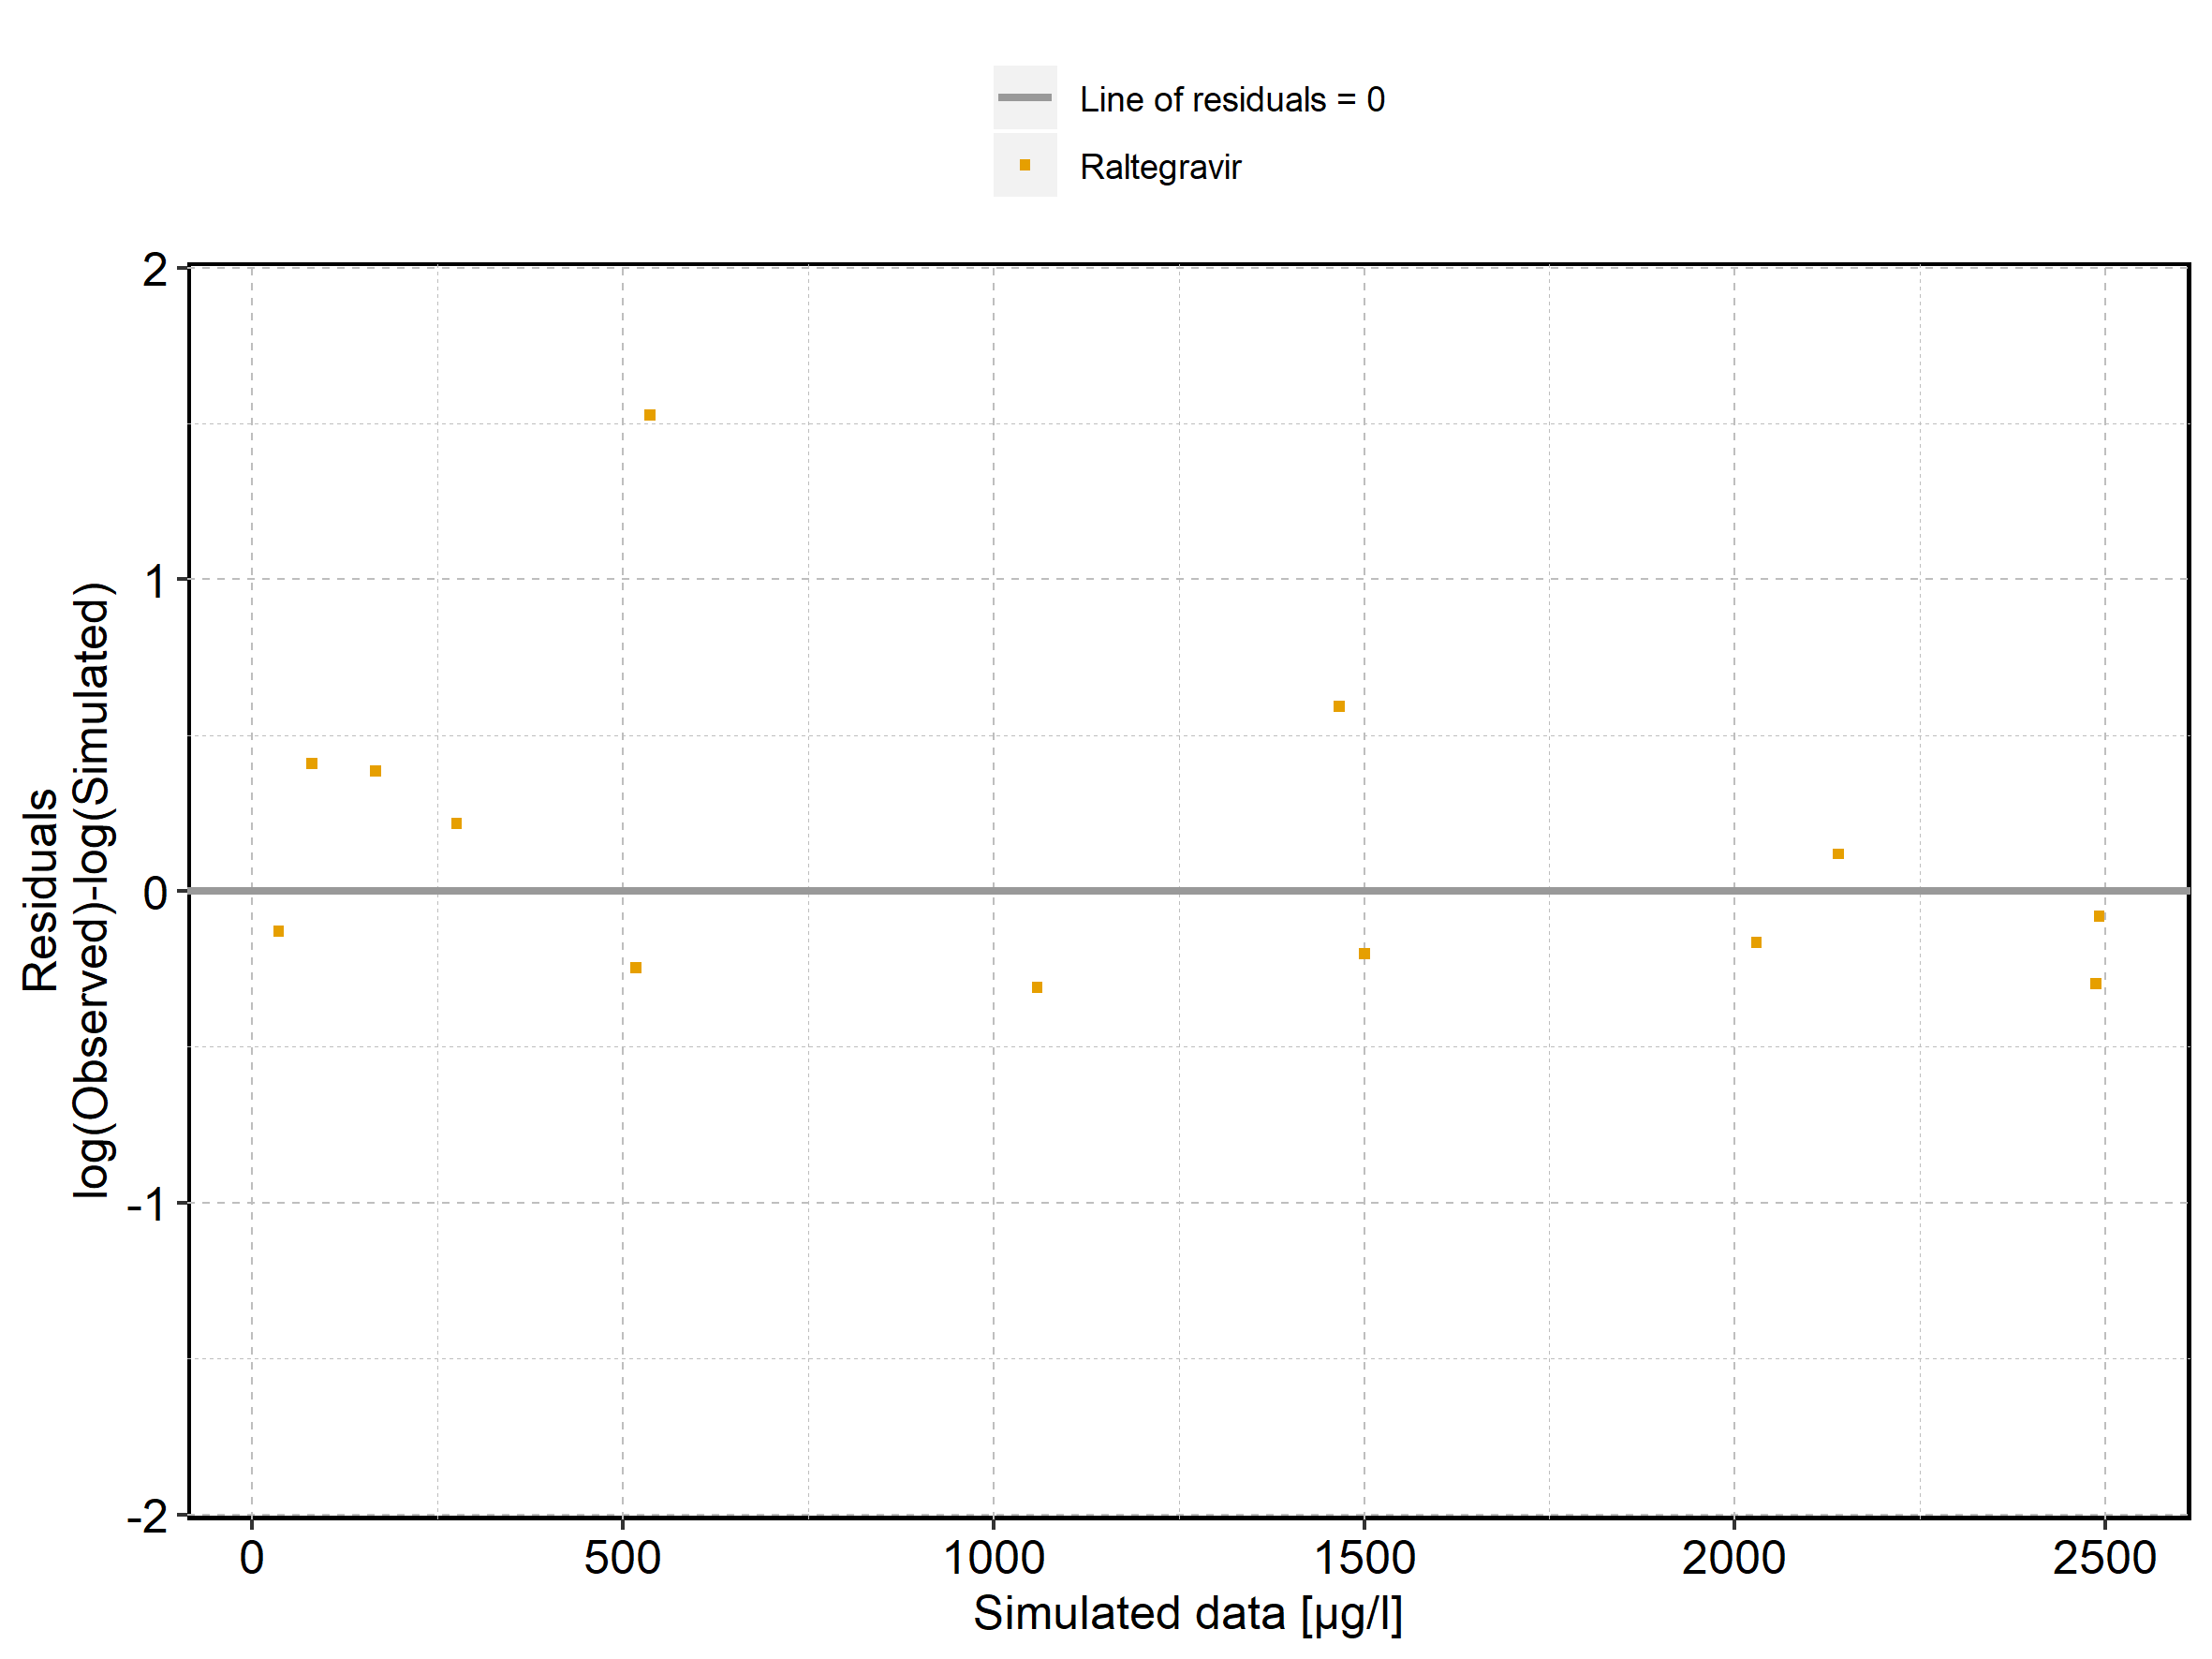 Line of residuals = 0
Raltegravir
Residuals
log(Observed)-log(Simulated)
2
1
0
-1
-2
0
500
1000
1500
2000
2500
Simulated data [µg/l]